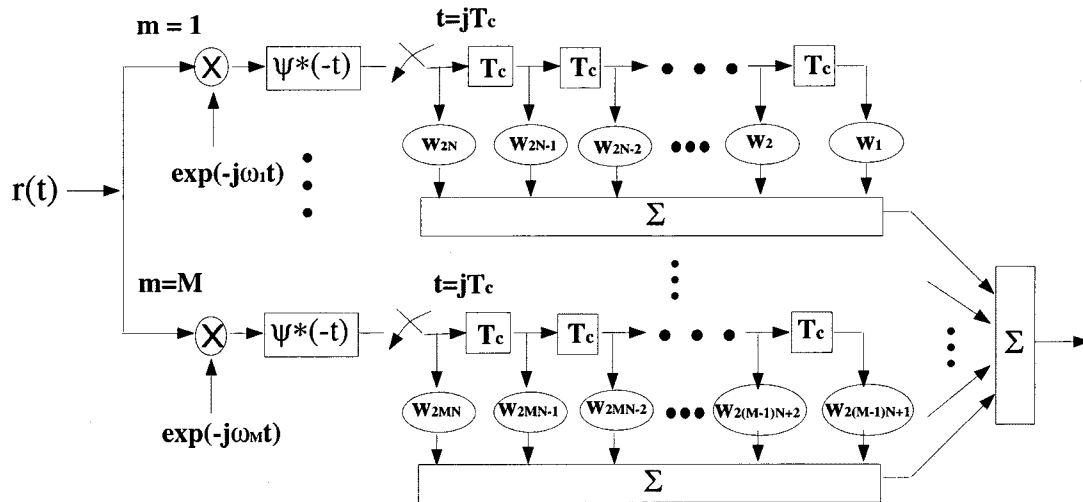 m = 1
t=jTc
X
ψ*(-t)
Tc
Tc
Tc
w2N
w2N-1
w2N-2
w2
w1
exp(-jω1t)
r(t)
Σ
m=M
t=jTc
X
ψ*(-t)
Tc
Tc
Tc
Σ
w2MN
w2MN-1
w2MN-2
w2(M-1)N+2
w2(M-1)N+1
exp(-jωMt)
Σ